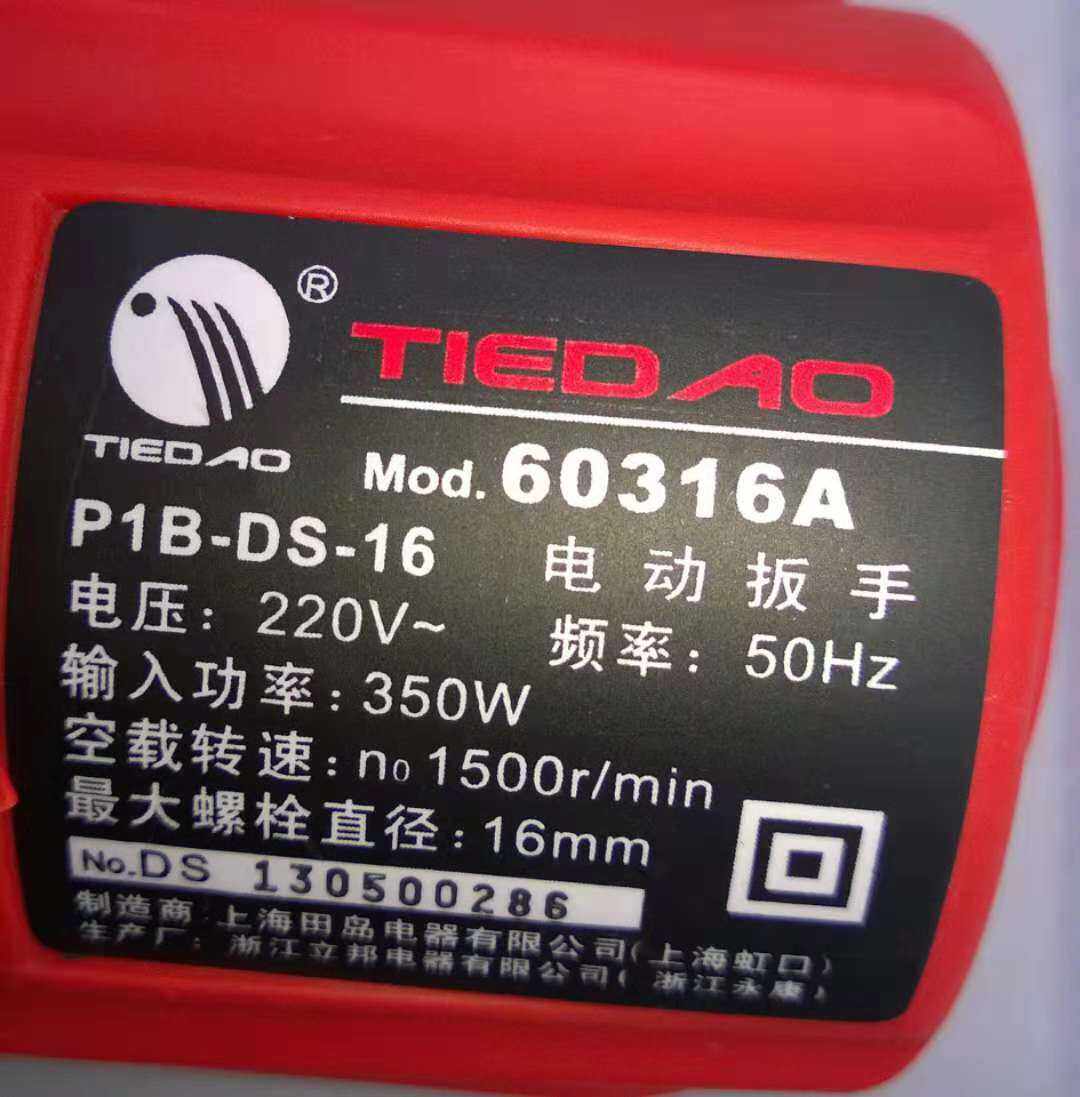 ®
TIEDAO
TIEDAO
Mod. 60316A
P1B-DS-16 电动扳手
电压: 220V~ 频率: 50Hz
输入功率: 350W
空载转速: n₀ 1500r/min
最大螺栓直径: 16mm
No.DS 130500286
制造商: 上海田岛电器有限公司(上海虹口)
生产厂: 浙江立邦电器有限公司(浙江永康)